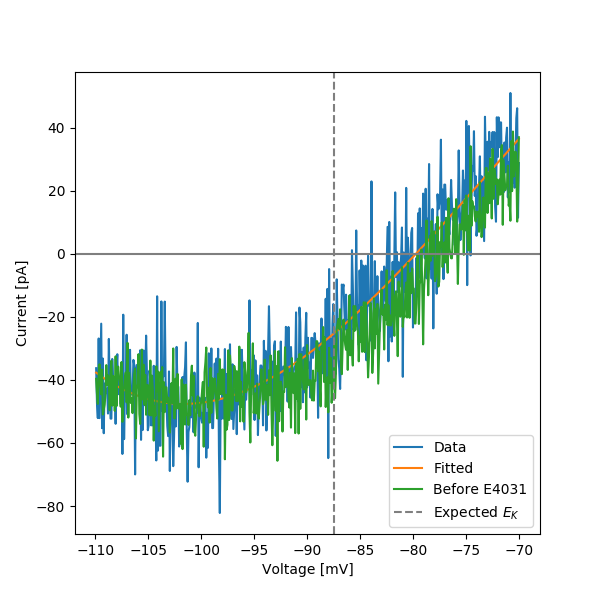 40
20
0
−20
−40
−60
−80
Current [pA]
Data
Fitted
Before E4031
Expected E_K
−110 −105 −100 −95 −90 −85 −80 −75 −70
Voltage [mV]